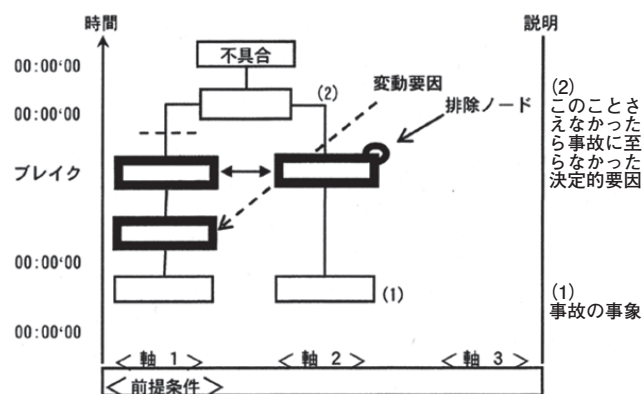 時間
説明
不具合
00:00'00
変動要因
(2)
排除ノード
00:00'00
(2)
このことさ
えなかった
ら事故に至
らなかった
決定的要因
ブレイク
00:00'00
(1)
(1)
事故の事象
00:00'00
＜ 軸 1 ＞
＜ 軸 2 ＞
＜ 軸 3 ＞
＜前提条件＞